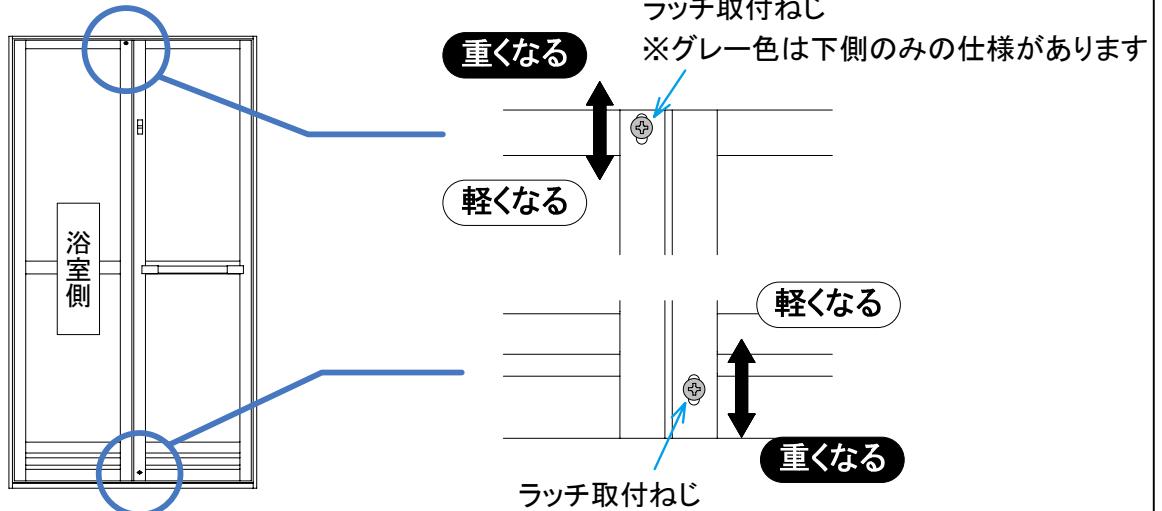 ラッチ取付ねじ
※グレー色は下側のみの仕様があります
重くなる
軽くなる
浴室側
軽くなる
重くなる
ラッチ取付ねじ